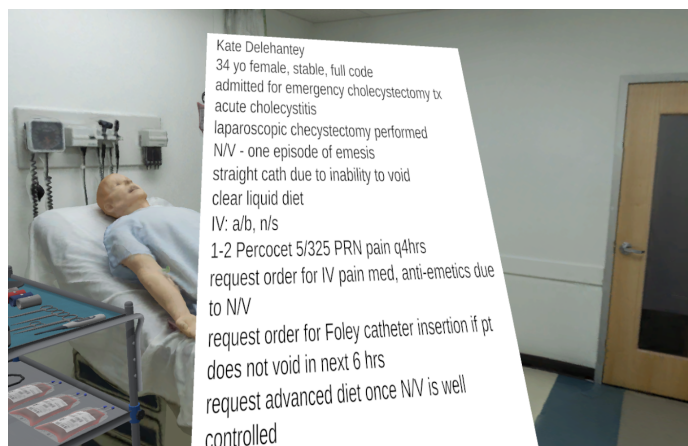 Kate Delehantey
34 yo female, stable, full code
admitted for emergency cholecystectomy tx
acute cholecystitis
laparoscopic checystectomy performed
N/V - one episode of emesis
straight cath due to inability to void
clear liquid diet
IV: a/b, n/s
1-2 Percocet 5/325 PRN pain q4hrs
request order for IV pain med, anti-emetics due
to N/V
request order for Foley catheter insertion if pt
does not void in next 6 hrs
request advanced diet once N/V is well
controlled